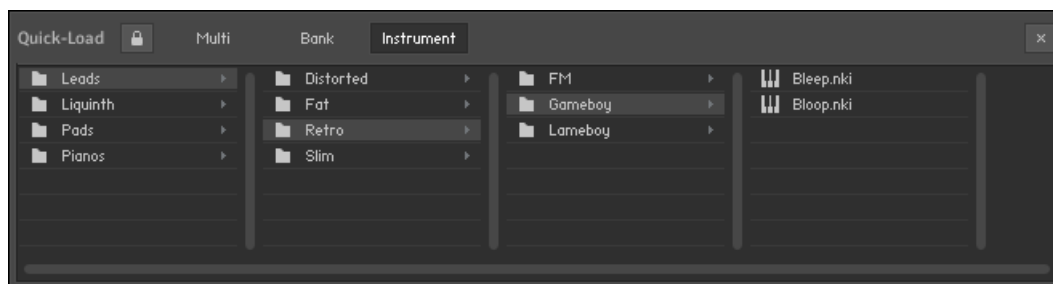 Quick-Load Multi Bank Instrument ×
Leads Distorted FM Bleep.nki
Liquinth Fat Gameboy Bloop.nki
Pads Retro Lameboy
Pianos Slim